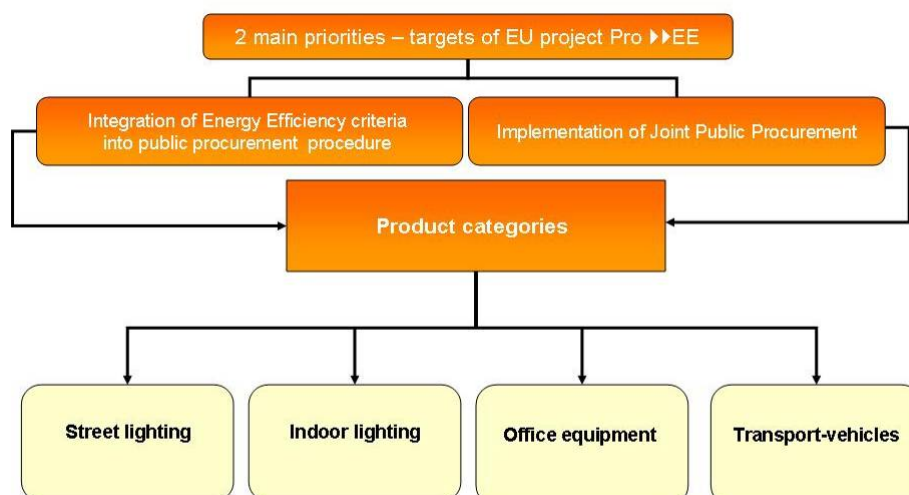 2 main priorities – targets of EU project Pro ▶▶EE
Integration of Energy Efficiency criteria
into public procurement procedure
Implementation of Joint Public Procurement
Product categories
Street lighting
Indoor lighting
Office equipment
Transport-vehicles